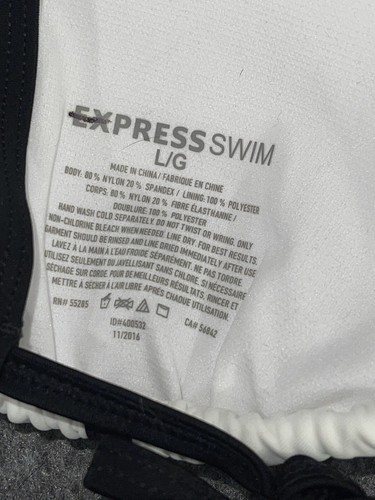 EXPRESS SWIM
L/G
MADE IN CHINA / FABRIQUE EN CHINE
BODY: 80 % NYLON 20 % SPANDEX / LINING: 100 % POLYESTER
CORPS: 80 % NYLON 20 % FIBRE ÉLASTHANNE /
DOUBLURE: 100 % POLYESTER
HAND WASH COLD SEPARATELY. DO NOT TWIST OR WRING. ONLY
NON-CHLORINE BLEACH WHEN NEEDED. LINE DRY. FOR BEST RESULTS,
GARMENT SHOULD BE RINSED AND LINE DRIED IMMEDIATELY AFTER USE
LAVEZ À LA MAIN A L'EAU FROIDE SÉPARÉMENT. NE PAS TORDRE.
UTILISEZ SEULEMENT DU JAVELLISANT SANS CHLORE. SI NÉCESSAIRE
SÉCHAGE SUR CORDE. POUR DE MEILLEURS RÉSULTATS, RINCER ET
METTRE À SÉCHER À L'AIR LIBRE APRÈS CHAQUE UTILISATION.
RN# 55285 CA# 56842
ID#400532
11/2016